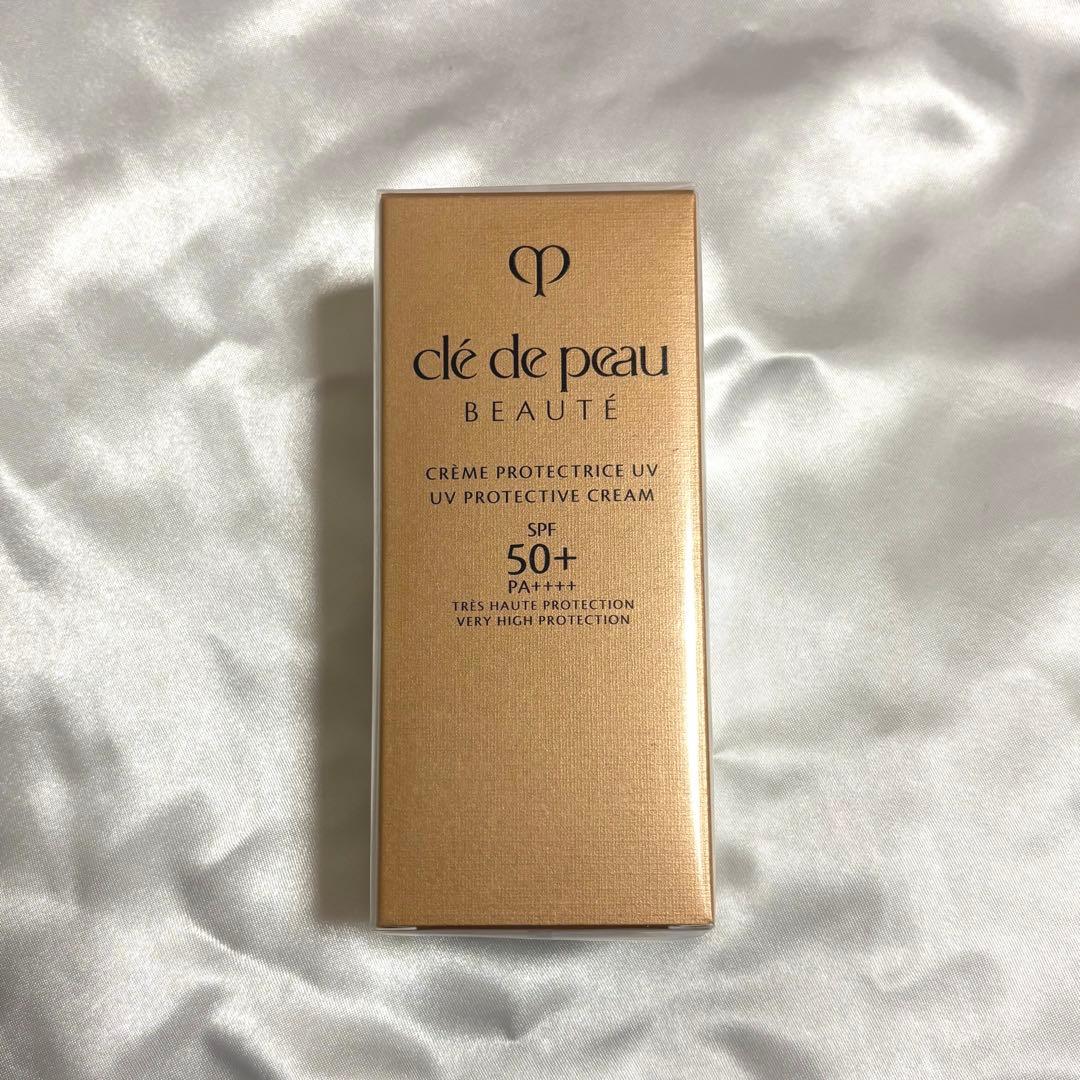 clé de peau
BEAUTÉ
CRÈME PROTECTRICE UV
UV PROTECTIVE CREAM
SPF
50+
PA++++
TRÈS HAUTE PROTECTION
VERY HIGH PROTECTION